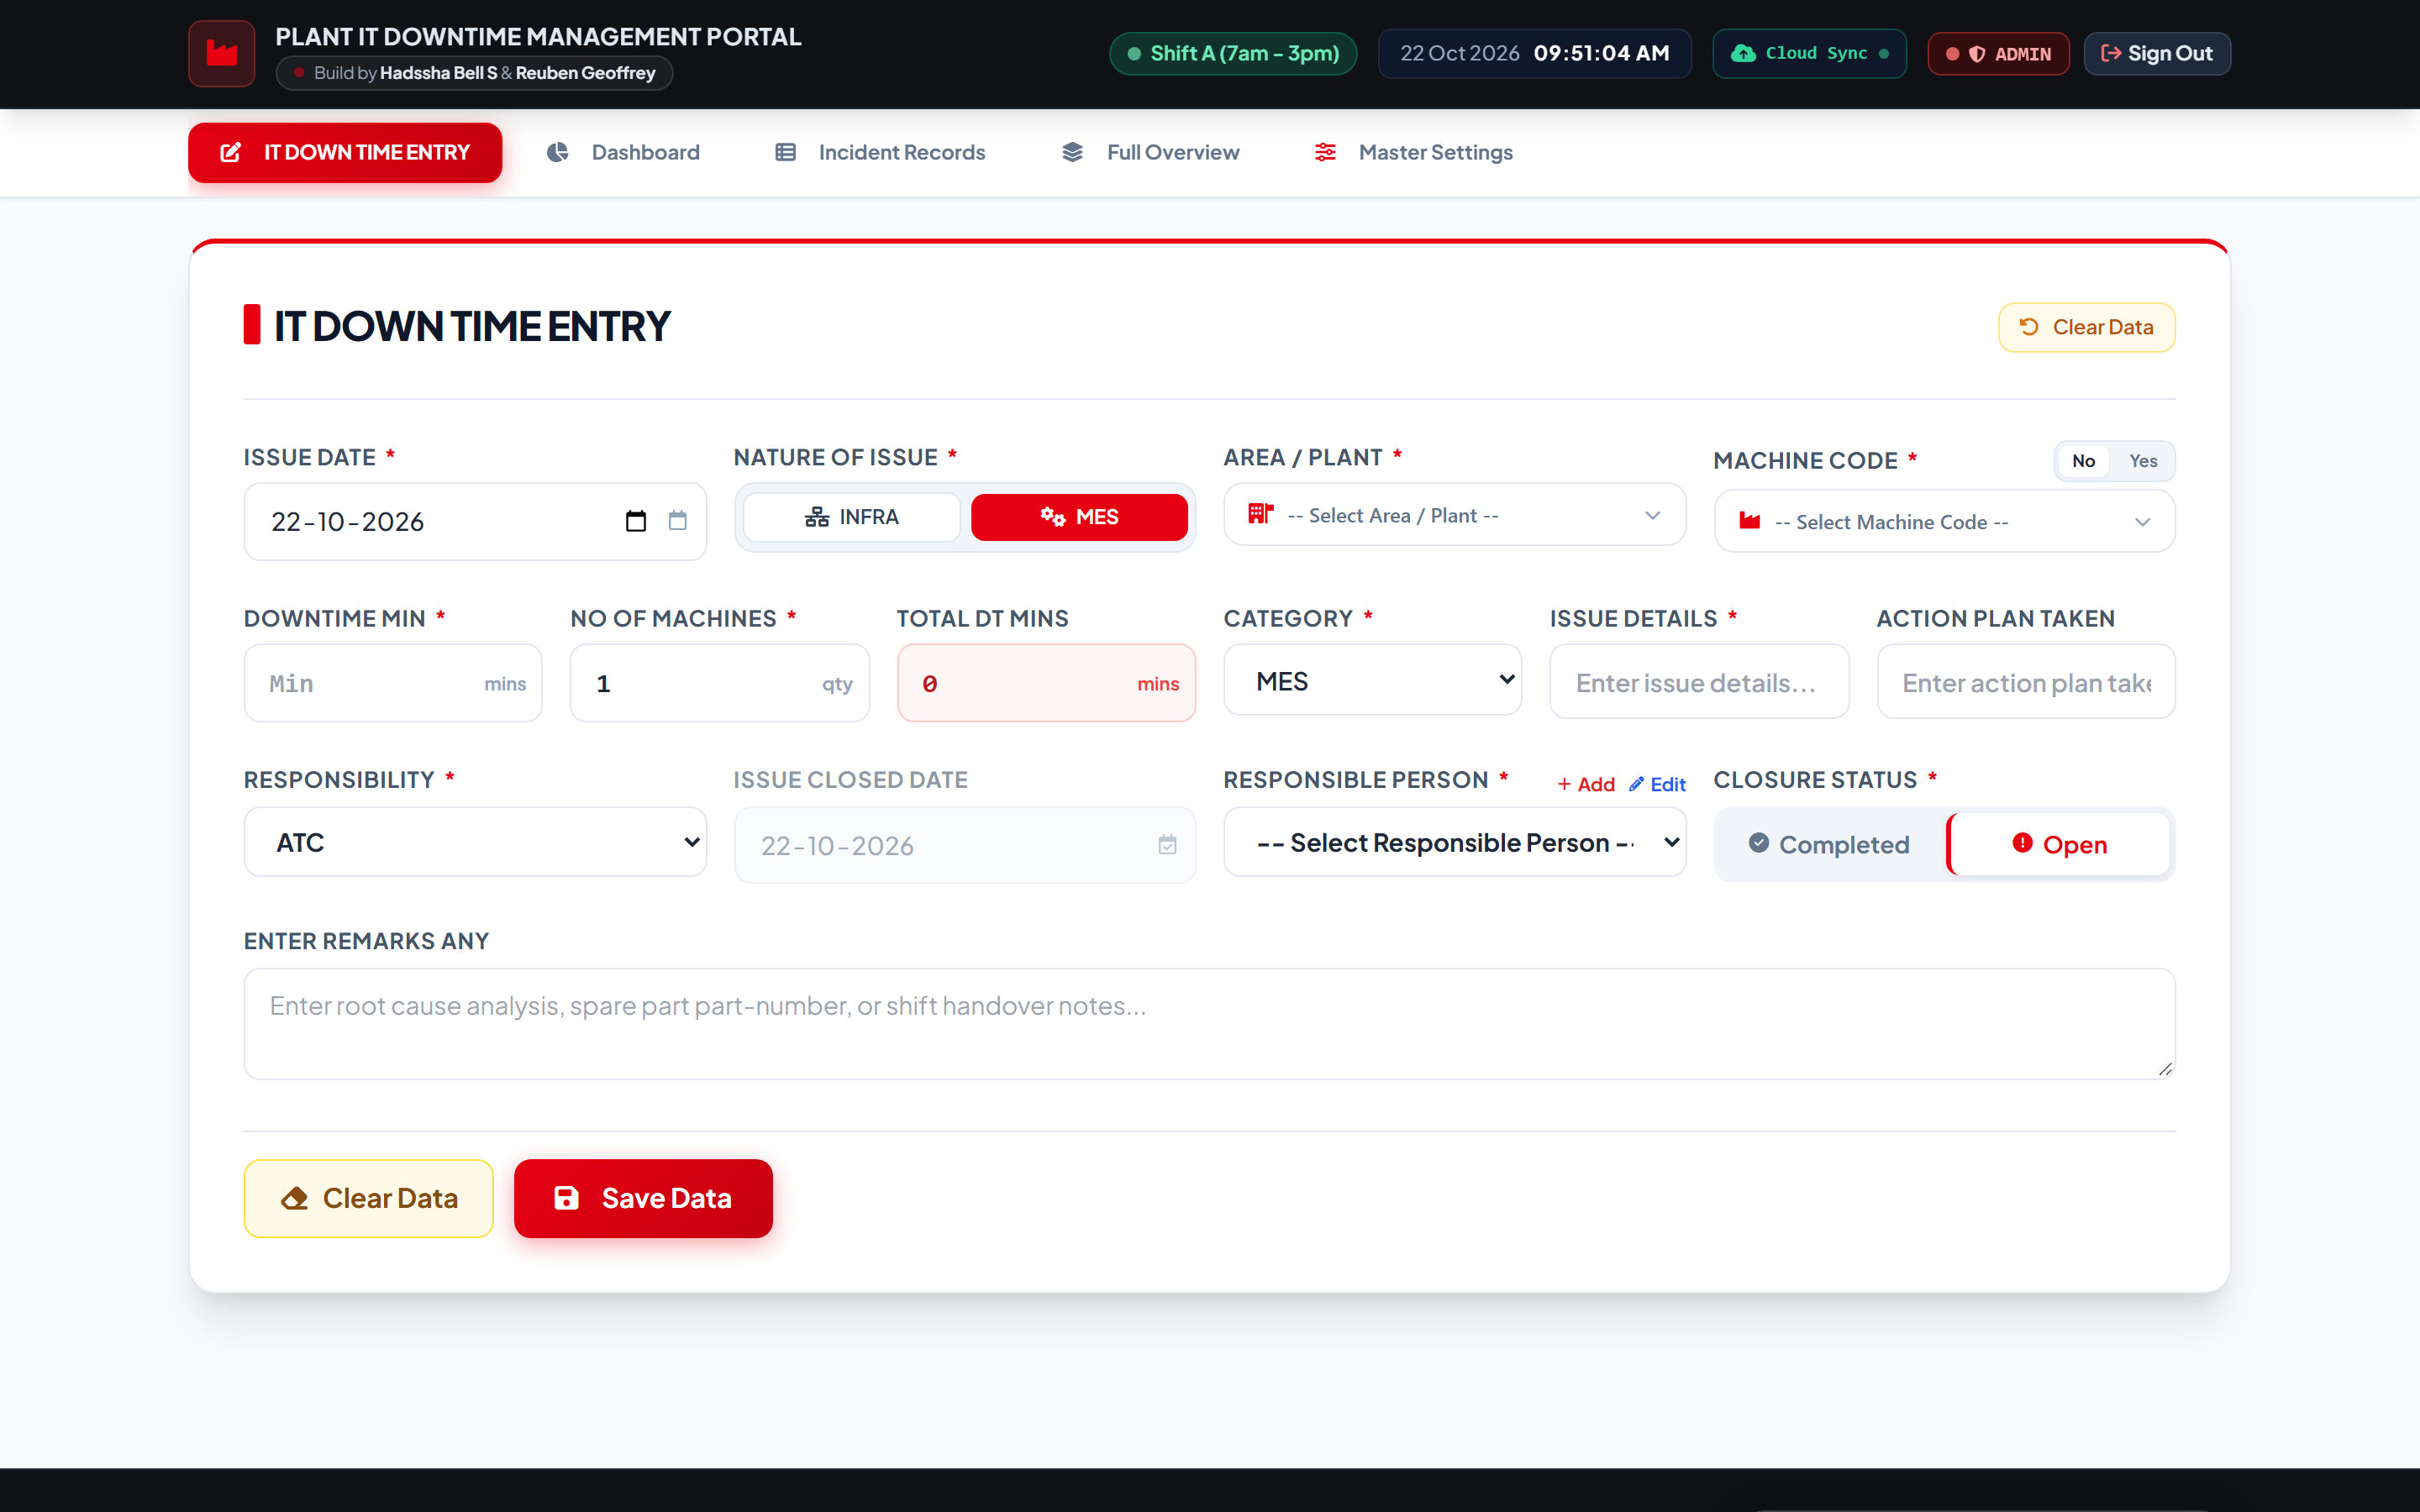 PLANT IT DOWNTIME MANAGEMENT PORTAL
Build by Hadssha Bell S & Reuben Geoffrey
Shift A (7am – 3pm)
22 Oct 2026 09:51:04 AM
Cloud Sync
ADMIN
Sign Out
IT DOWN TIME ENTRY
Dashboard
Incident Records
Full Overview
Master Settings
IT DOWN TIME ENTRY
Clear Data
ISSUE DATE *
NATURE OF ISSUE *
AREA / PLANT *
MACHINE CODE *
No
Yes
22-10-2026
INFRA
MES
-- Select Area / Plant --
-- Select Machine Code --
DOWNTIME MIN *
NO OF MACHINES *
TOTAL DT MINS
CATEGORY *
ISSUE DETAILS *
ACTION PLAN TAKEN
Min
mins
1
qty
0
mins
MES
Enter issue details...
Enter action plan take
RESPONSIBILITY *
ISSUE CLOSED DATE
RESPONSIBLE PERSON *
+ Add
Edit
CLOSURE STATUS *
ATC
22-10-2026
-- Select Responsible Person --
Completed
Open
ENTER REMARKS ANY
Enter root cause analysis, spare part part-number, or shift handover notes...
Clear Data
Save Data